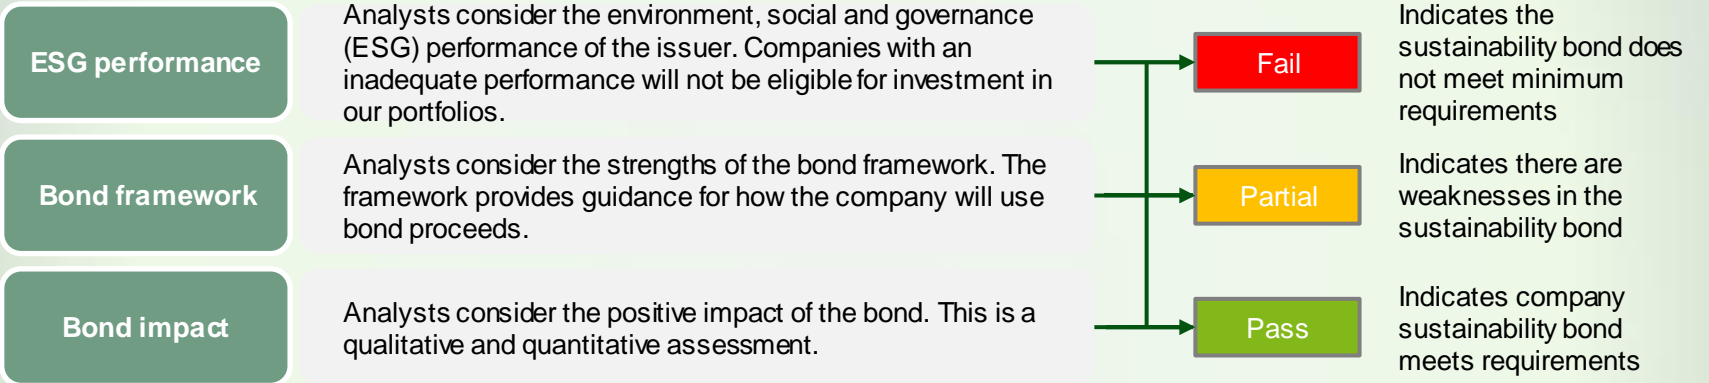 ESG performance
Analysts consider the environment, social and governance
(ESG) performance of the issuer. Companies with an
inadequate performance will not be eligible for investment in
our portfolios.
Fail
Indicates the
sustainability bond does
not meet minimum
requirements
Bond framework
Analysts consider the strengths of the bond framework. The
framework provides guidance for how the company will use
bond proceeds.
Partial
Indicates there are
weaknesses in the
sustainability bond
Bond impact
Analysts consider the positive impact of the bond. This is a
qualitative and quantitative assessment.
Pass
Indicates company
sustainability bond
meets requirements